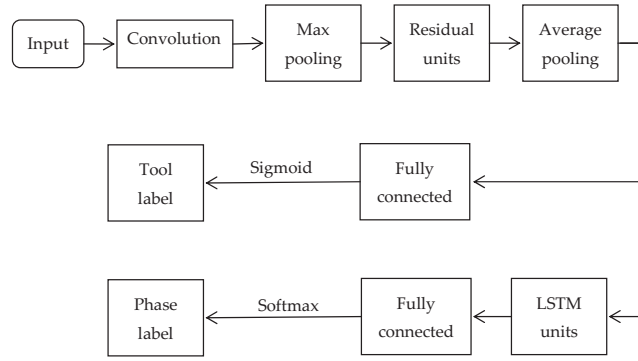 Input
Convolution
Max
pooling
Residual
units
Average
pooling
Tool
label
Sigmoid
Fully
connected
Phase
label
Softmax
Fully
connected
LSTM
units